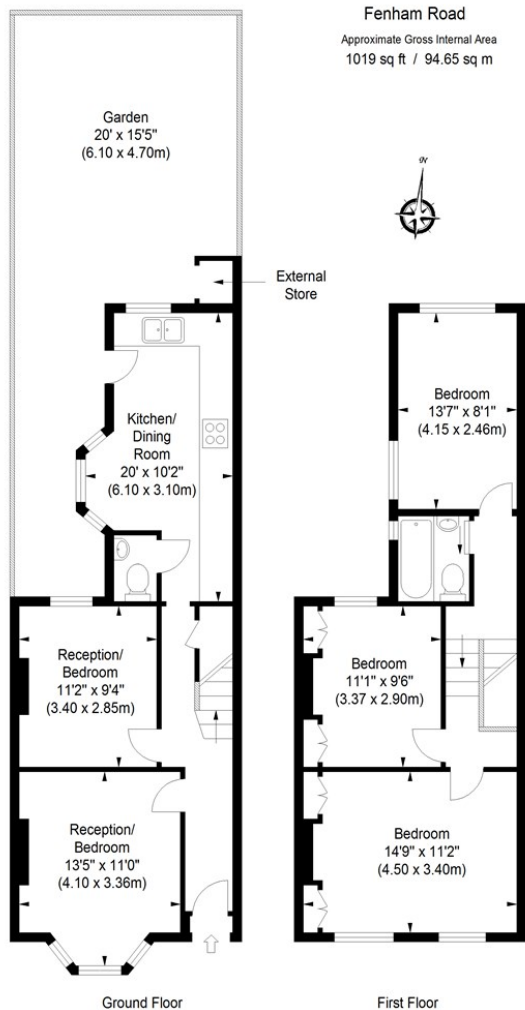 Fenham Road
Approximate Gross Internal Area
1019 sq ft / 94.65 sq m
Garden
20' x 15'5"
(6.10 x 4.70m)
External
Store
Kitchen/
Dining
Room
20' x 10'2"
(6.10 x 3.10m)
Reception/
Bedroom
11'2" x 9'4"
(3.40 x 2.85m)
Reception/
Bedroom
13'5" x 11'0"
(4.10 x 3.36m)
Ground Floor
Bedroom
13'7" x 8'1"
(4.15 x 2.46m)
Bedroom
11'1" x 9'6"
(3.37 x 2.90m)
Bedroom
14'9" x 11'2"
(4.50 x 3.40m)
First Floor